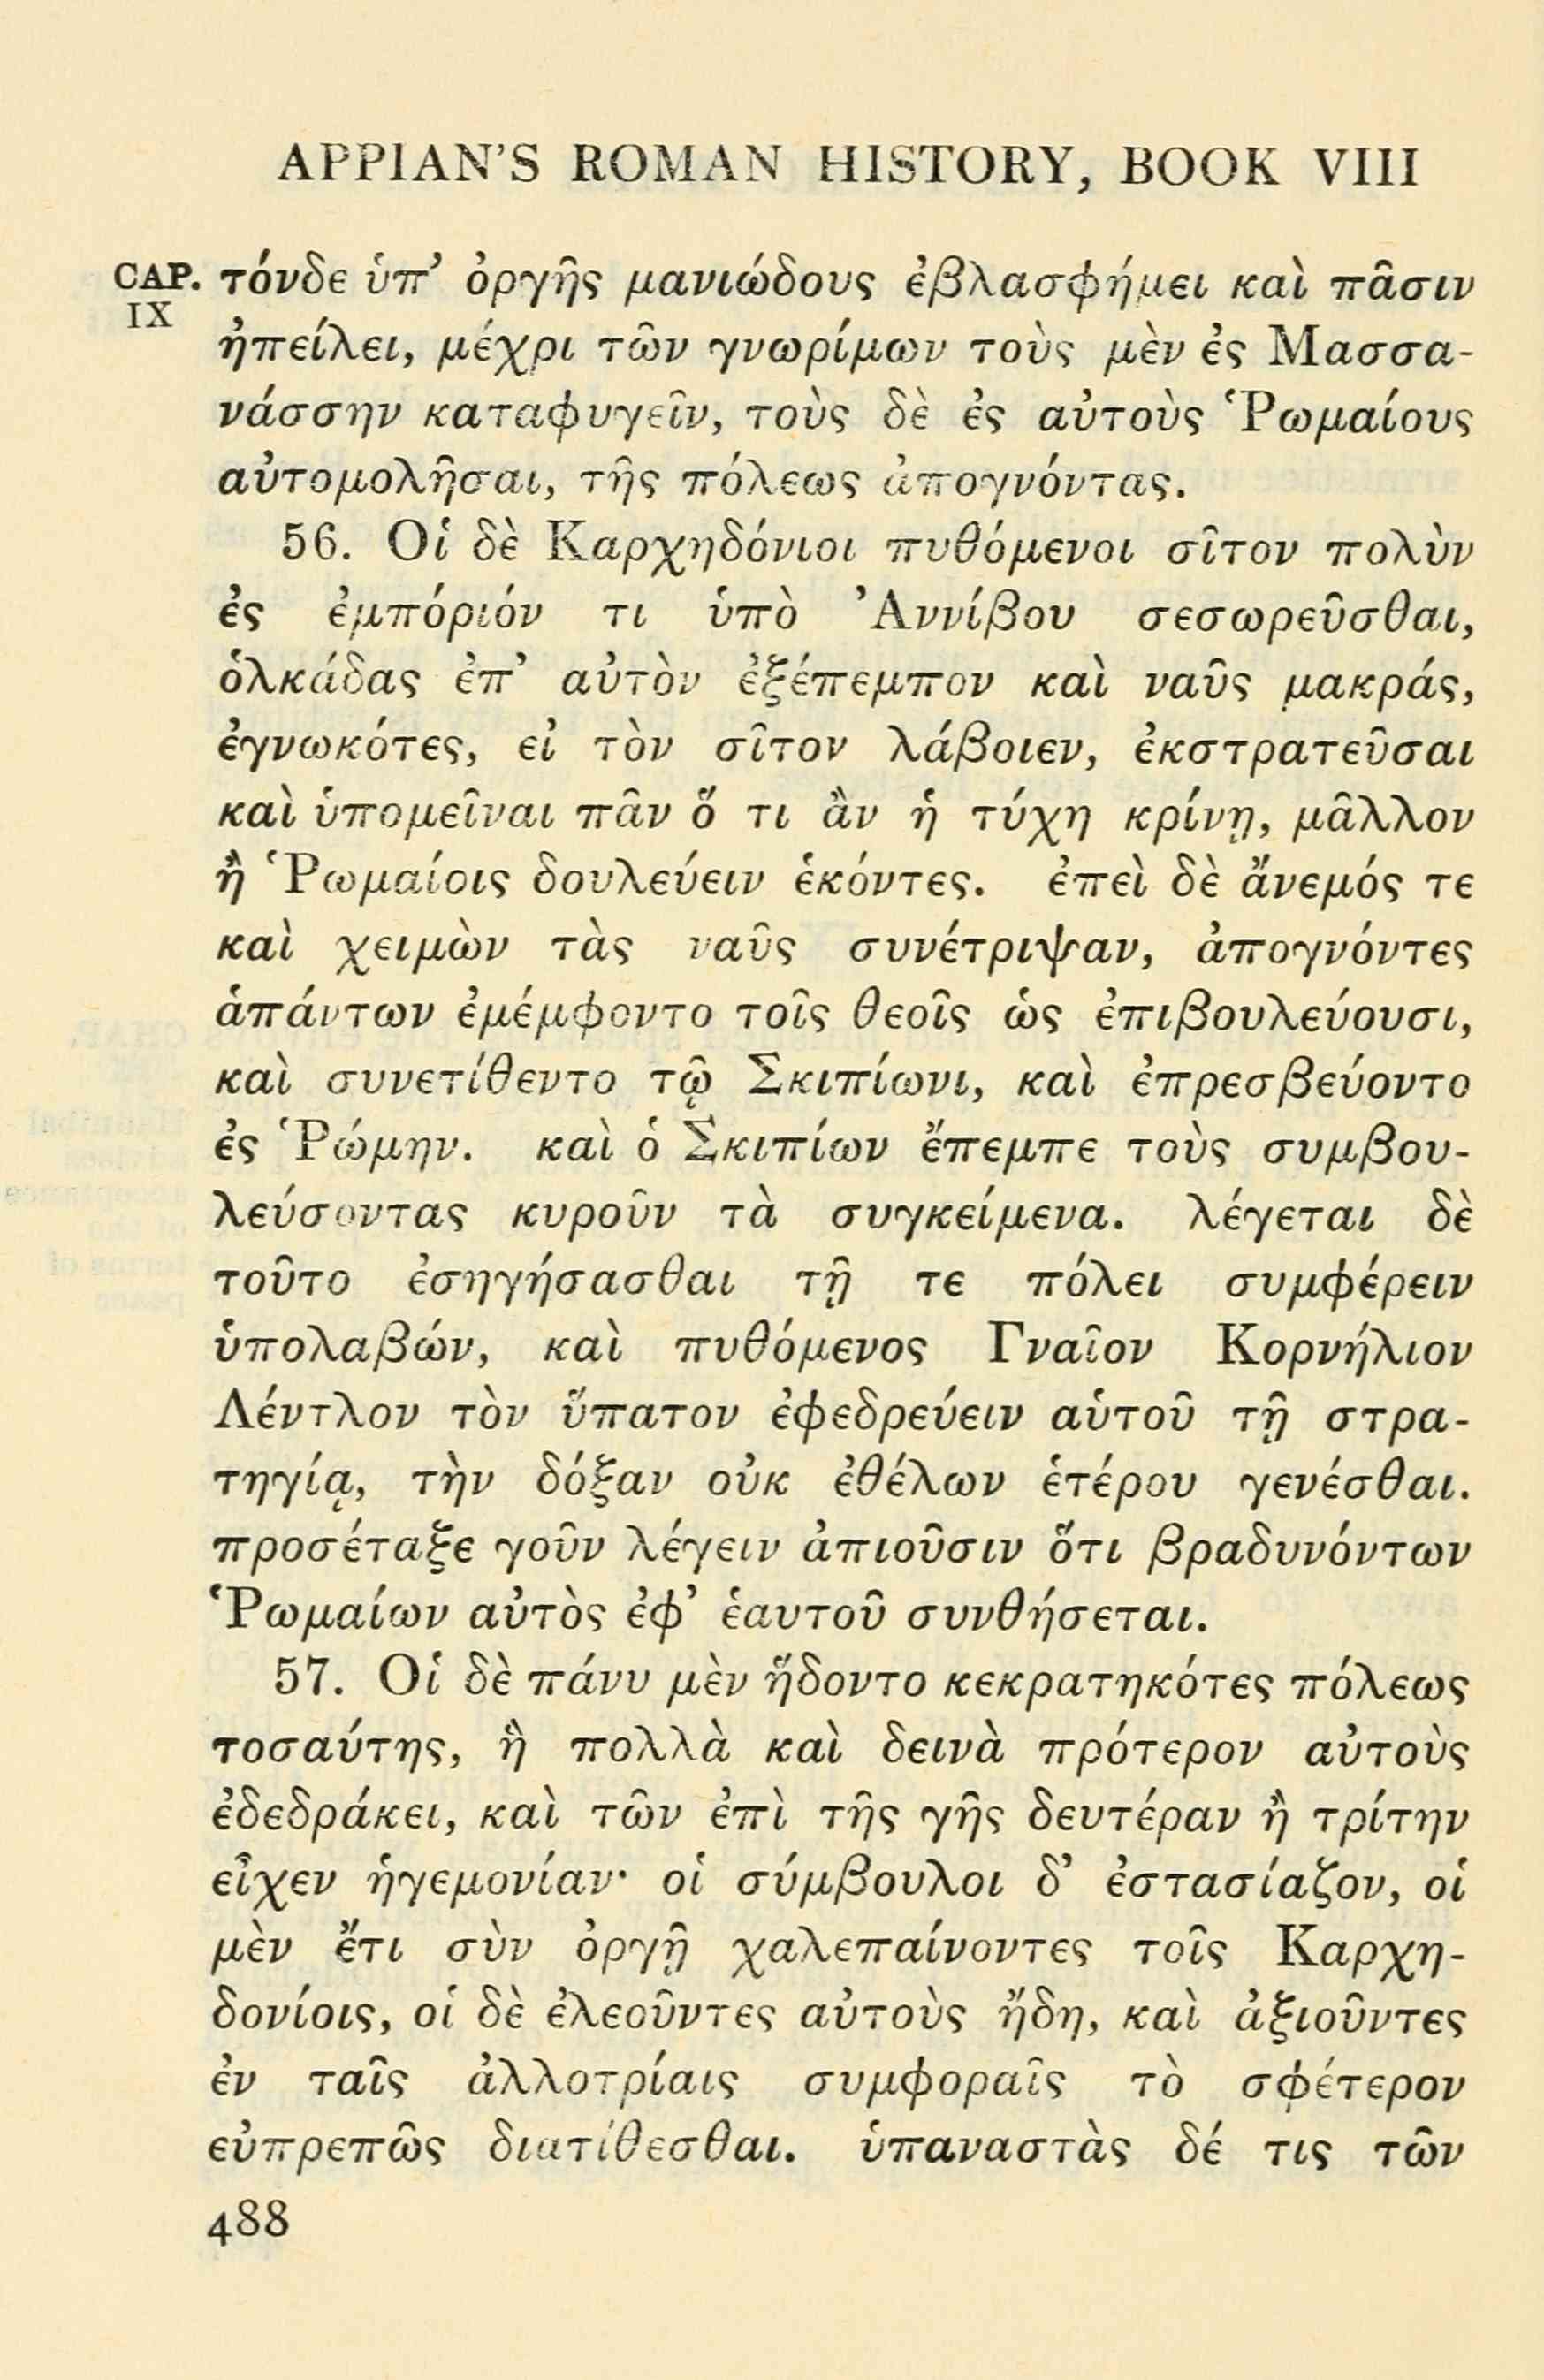 APPIAN'S ROMAN HISTORY, BOOK VIII
CAP. IX
τόνδε ὑπ' ὀργῆς μανιώδους ἐβλασφήμει καὶ πᾶσιν
ἠπείλει, μέχρι τῶν γνωρίμων τοὺς μὲν ἐς Μασσα-
νάσσην καταφυγεῖν, τοὺς δὲ ἐς αὐτοὺς Ῥωμαίους
αὐτομολῆσαι, τῆς πόλεως ἀπογνόντας.
56. Οἱ δὲ Καρχηδόνιοι πυθόμενοι σῖτον πολὺν
ἐς ἐμπόριόν τι ὑπὸ Ἀννίβου σεσωρεῦσθαι,
ὁλκάδας ἐπ' αὐτὸν ἐξέπεμπον καὶ ναῦς μακράς,
ἐγνωκότες, εἰ τὸν σῖτον λάβοιεν, ἐκστρατεῦσαι
καὶ ὑπομεῖναι πᾶν ὅ τι ἂν ἡ τύχη κρίνῃ, μᾶλλον
ἢ Ῥωμαίοις δουλεύειν ἑκόντες. ἐπεὶ δὲ ἄνεμός τε
καὶ χειμὼν τὰς ναῦς συνέτριψαν, ἀπογνόντες
ἁπάντων ἐμέμφοντο τοῖς θεοῖς ὡς ἐπιβουλεύουσι,
καὶ συνετίθεντο τῷ Σκιπίωνι, καὶ ἐπρεσβεύοντο
ἐς Ῥώμην. καὶ ὁ Σκιπίων ἔπεμπε τοὺς συμβου-
λεύσοντας κυροῦν τὰ συγκείμενα. λέγεται δὲ
τοῦτο ἐσηγήσασθαι τῇ τε πόλει συμφέρειν
ὑπολαβών, καὶ πυθόμενος Γναῖον Κορνήλιον
Λέντλον τὸν ὕπατον ἐφεδρεύειν αὑτοῦ τῇ στρα-
τηγίᾳ, τὴν δόξαν οὐκ ἐθέλων ἑτέρου γενέσθαι.
προσέταξε γοῦν λέγειν ἀπιοῦσιν ὅτι βραδυνόντων
Ῥωμαίων αὐτὸς ἐφ' ἑαυτοῦ συνθήσεται.
57. Οἱ δὲ πάνυ μὲν ἥδοντο κεκρατηκότες πόλεως
τοσαύτης, ἣ πολλὰ καὶ δεινὰ πρότερον αὐτοὺς
ἐδεδράκει, καὶ τῶν ἐπὶ τῆς γῆς δευτέραν ἢ τρίτην
εἶχεν ἡγεμονίαν· οἱ σύμβουλοι δ' ἐστασίαζον, οἱ
μὲν ἔτι σὺν ὀργῇ χαλεπαίνοντες τοῖς Καρχη-
δονίοις, οἱ δὲ ἐλεοῦντες αὐτοὺς ἤδη, καὶ ἀξιοῦντες
ἐν ταῖς ἀλλοτρίαις συμφοραῖς τὸ σφέτερον
εὐπρεπῶς διατίθεσθαι. ὑπαναστὰς δέ τις τῶν
488